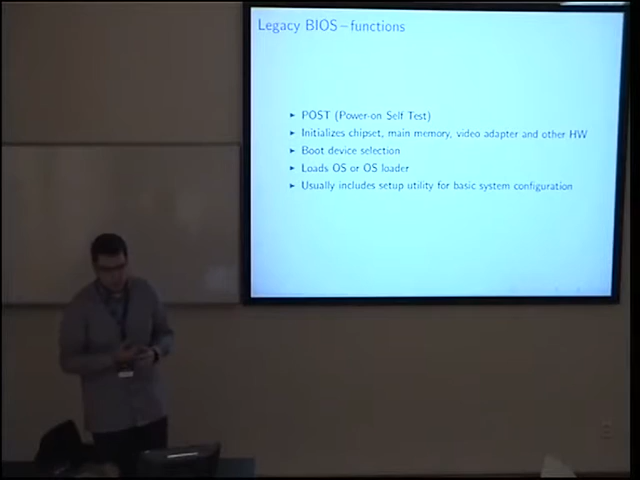 Legacy BIOS – functions
POST (Power-on Self Test)
Initializes chipset, main memory, video adapter and other HW
Boot device selection
Loads OS or OS loader
Usually includes setup utility for basic system configuration